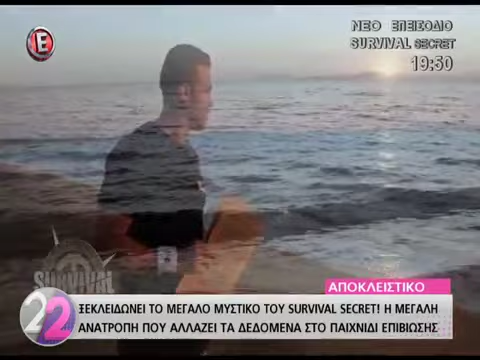 E
ΝΕΟ ΕΠΕΙΣΟΔΙΟ
SURVIVAL SECRET
19:50
SURVIVAL
ΑΠΟΚΛΕΙΣΤΙΚΟ
22
ΞΕΚΛΕΙΔΩΝΕΙ ΤΟ ΜΕΓΑΛΟ ΜΥΣΤΙΚΟ ΤΟΥ SURVIVAL SECRET! Η ΜΕΓΑΛΗ
ΑΝΑΤΡΟΠΗ ΠΟΥ ΑΛΛΑΖΕΙ ΤΑ ΔΕΔΟΜΕΝΑ ΣΤΟ ΠΑΙΧΝΙΔΙ ΕΠΙΒΙΩΣΗΣ